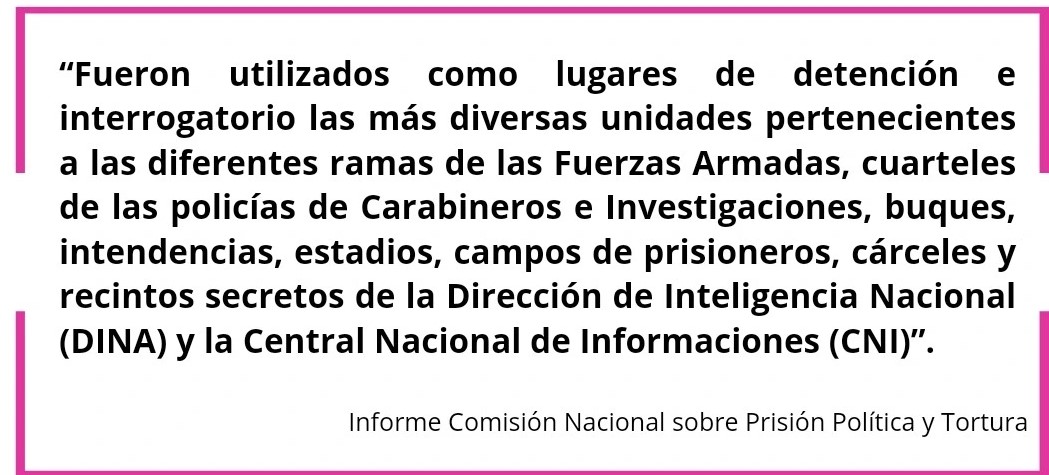 “Fueron utilizados como lugares de detención e
interrogatorio las más diversas unidades pertenecientes
a las diferentes ramas de las Fuerzas Armadas, cuarteles
de las policías de Carabineros e Investigaciones, buques,
intendencias, estadios, campos de prisioneros, cárceles y
recintos secretos de la Dirección de Inteligencia Nacional
(DINA) y la Central Nacional de Informaciones (CNI)”.
Informe Comisión Nacional sobre Prisión Política y Tortura